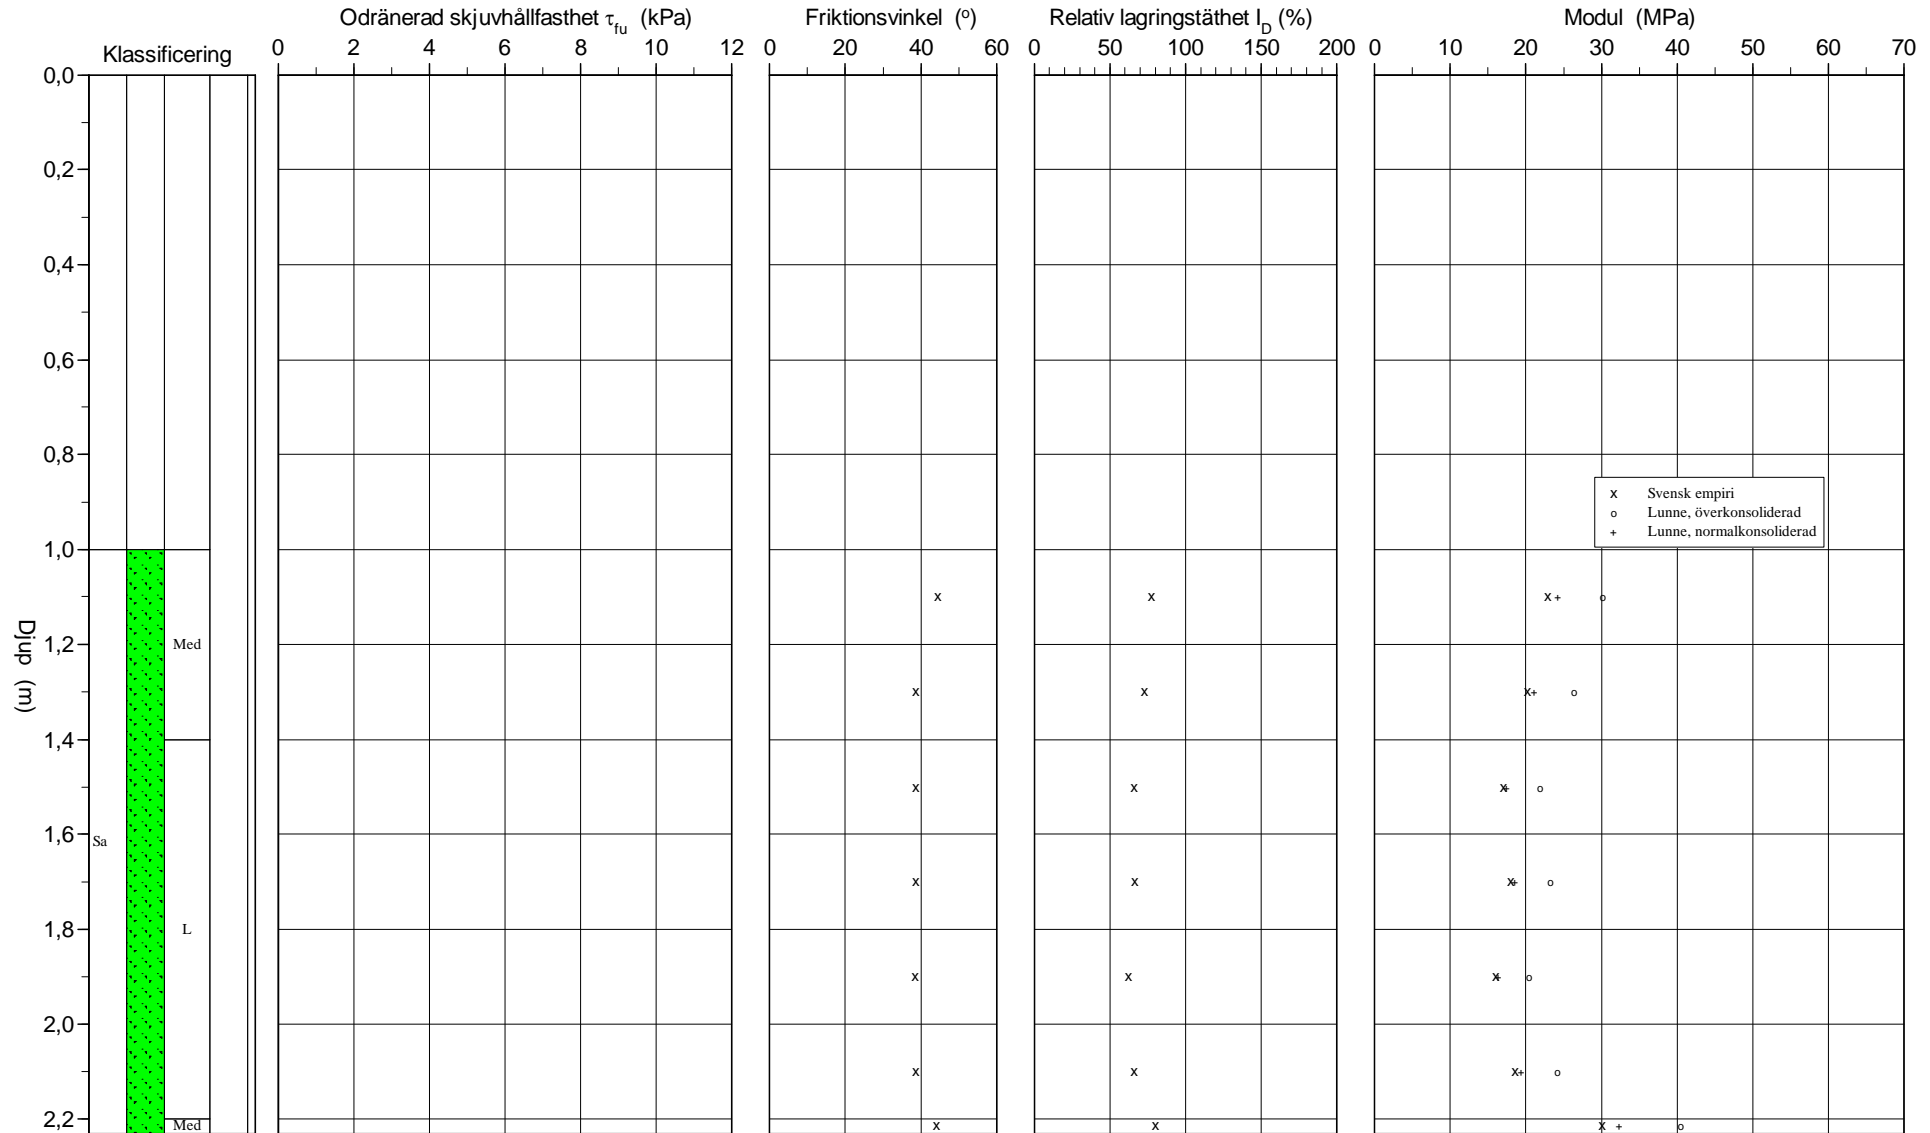 Klassificering
Odränerad skjuvhållfasthet τfu (kPa)
Friktionsvinkel (o)
Relativ lagringstäthet ID (%)
Modul (MPa)
0 2 4 6 8 10 12
0 20 40 60
0 50 100 150 200
0 10 20 30 40 50 60 70
Djup (m)
0,0
0,2
0,4
0,6
0,8
1,0
1,2
1,4
1,6
1,8
2,0
2,2
Sa
Med
L
Med
x Svensk empiri
o Lunne, överkonsoliderad
+ Lunne, normalkonsoliderad